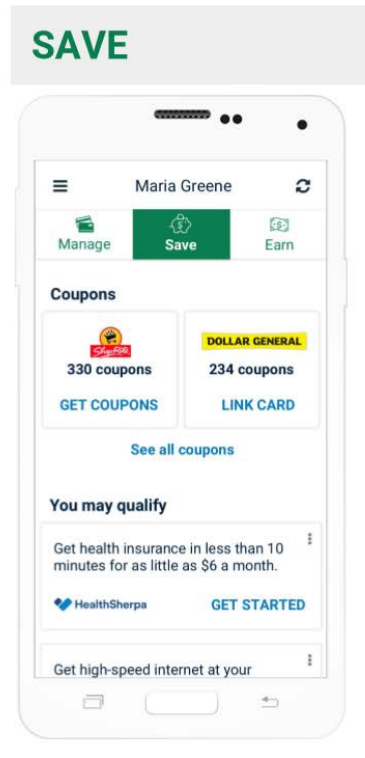 SAVE
Maria Greene
Manage
Save
Earn
Coupons
ShopRite
DOLLAR GENERAL
330 coupons
234 coupons
GET COUPONS
LINK CARD
See all coupons
You may qualify
Get health insurance in less than 10
minutes for as little as $6 a month.
HealthSherpa
GET STARTED
Get high-speed internet at your